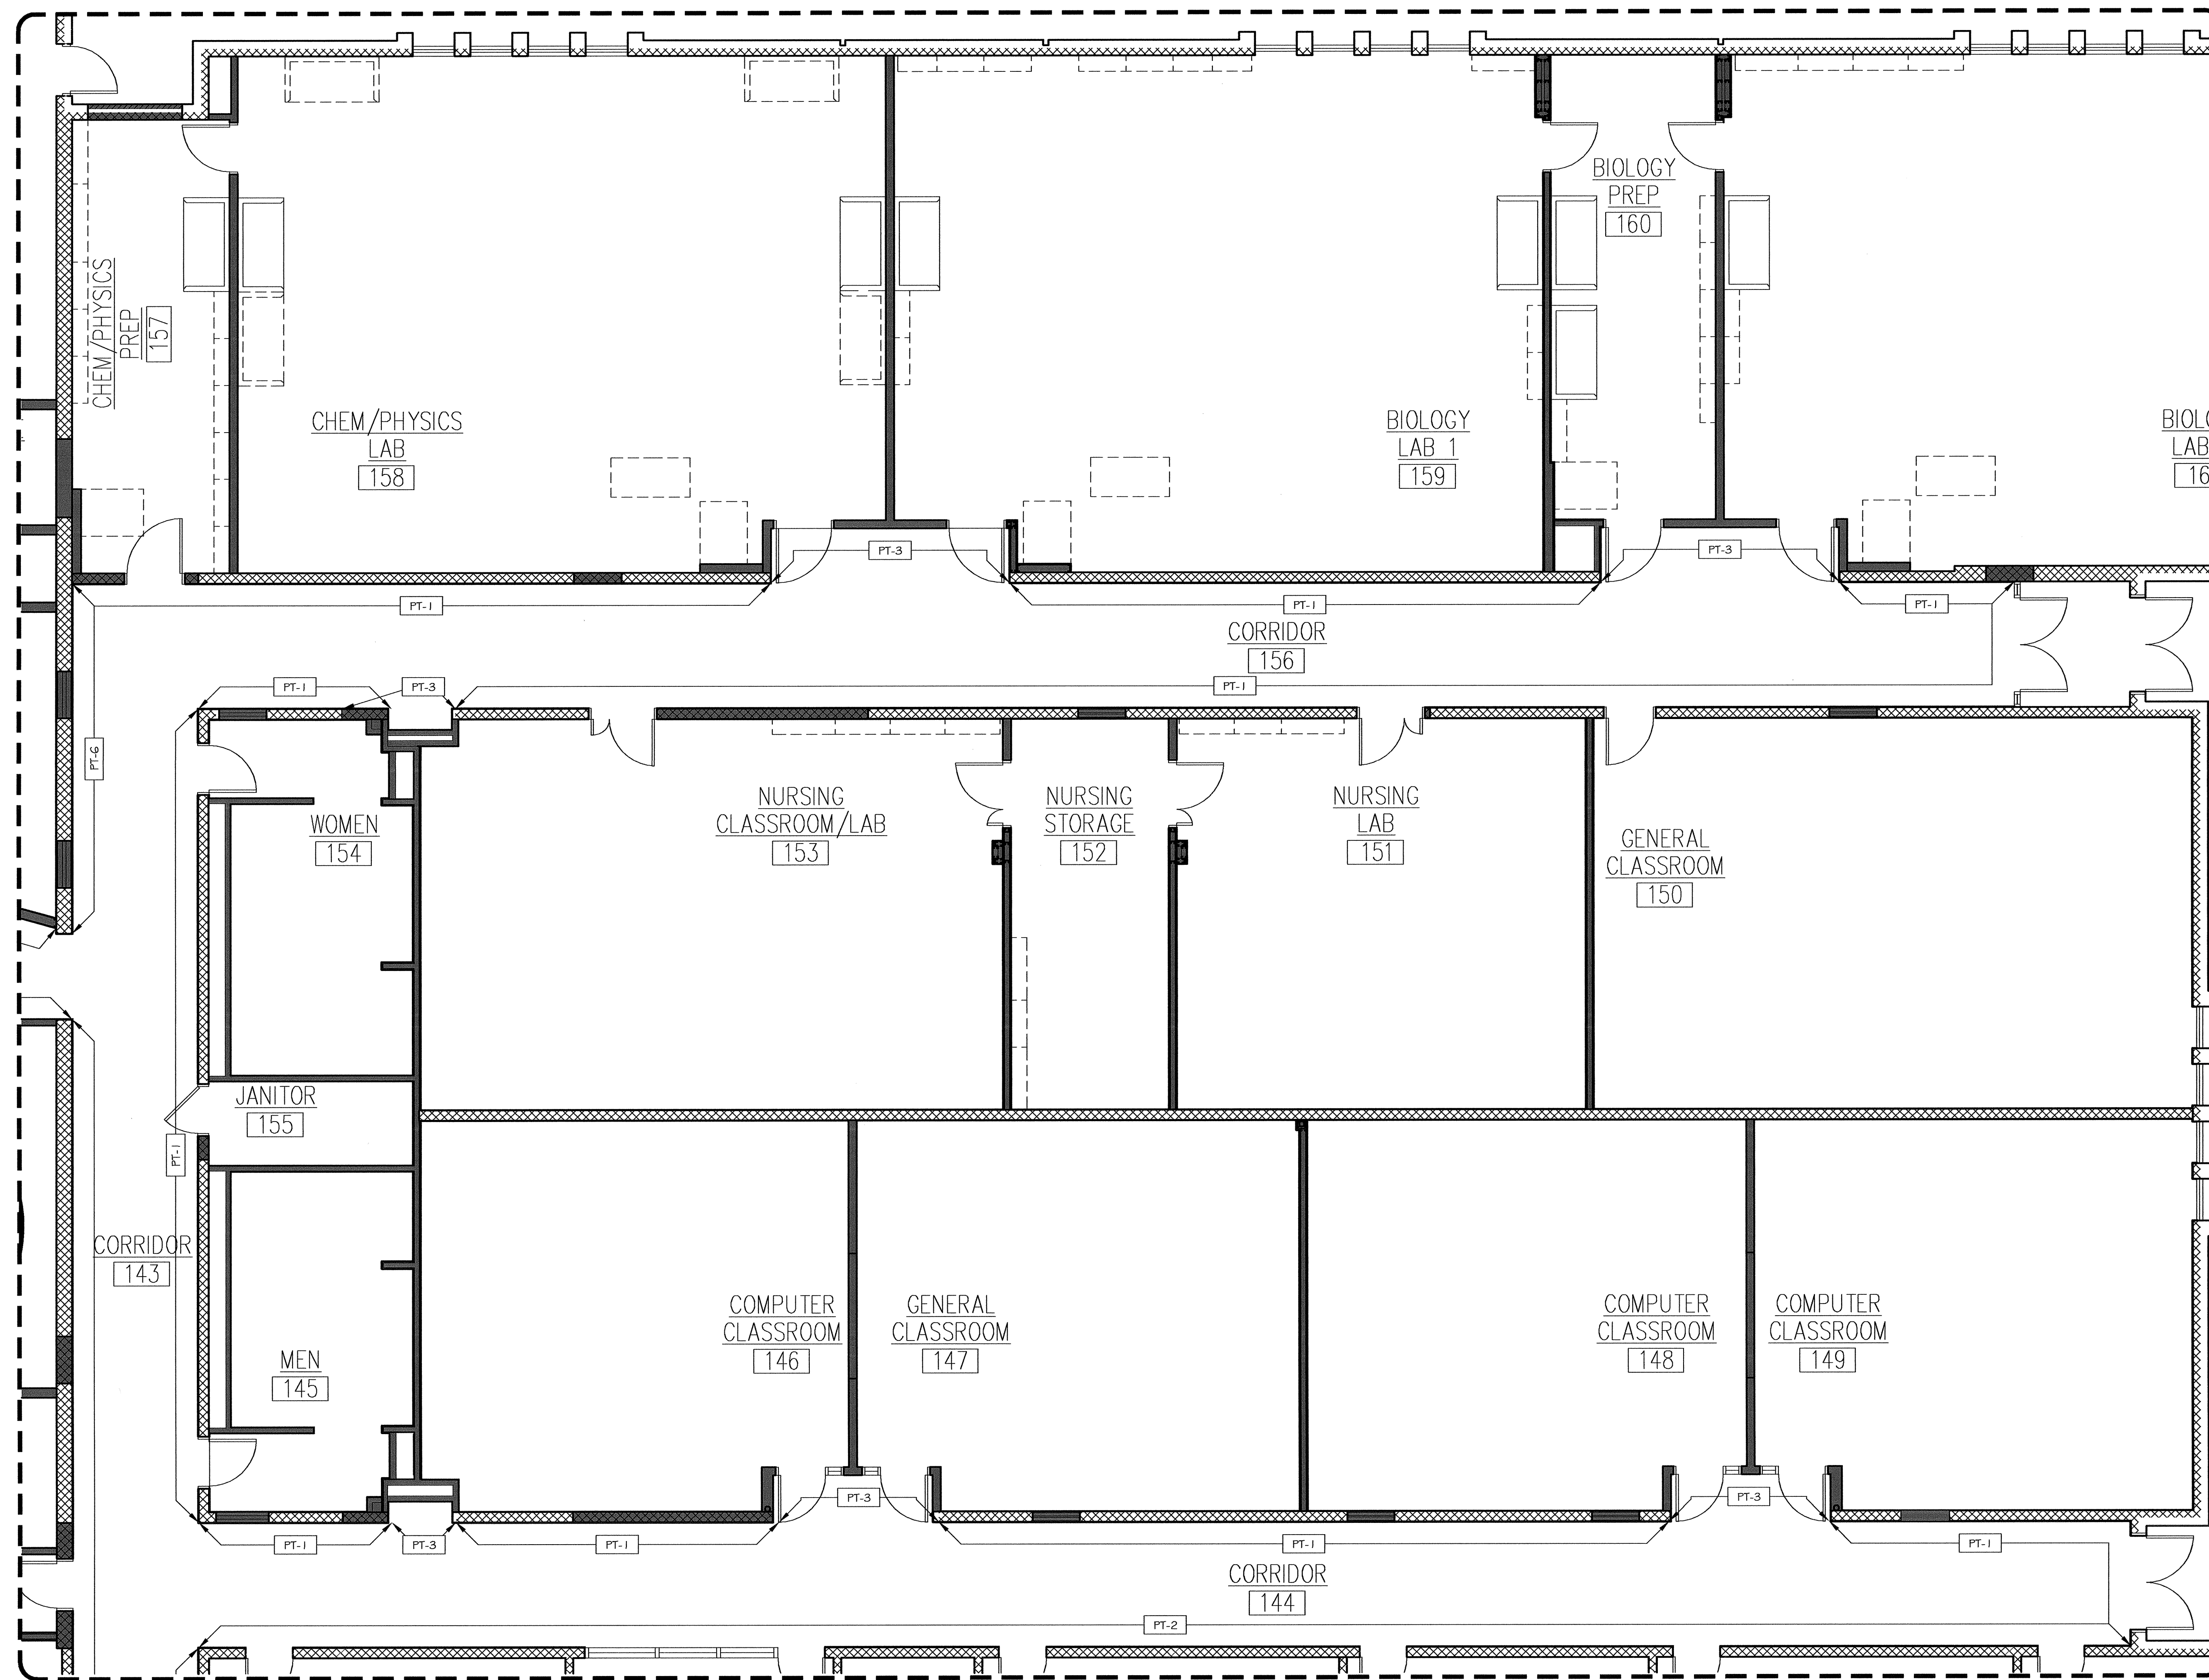 BIOLOGY
PREP
160
CHEM/PHYSICS
PREP
157
CHEM/PHYSICS
LAB
158
BIOLOGY
LAB 1
159
PT-3
PT-3
PT-1
PT-1
PT-1
CORRIDOR
156
PT-1
PT-3
PT-1
PT-6
WOMEN
154
NURSING
CLASSROOM/LAB
153
NURSING
STORAGE
152
NURSING
LAB
151
GENERAL
CLASSROOM
150
JANITOR
155
PT-1
CORRIDOR
143
MEN
145
COMPUTER
CLASSROOM
146
GENERAL
CLASSROOM
147
COMPUTER
CLASSROOM
148
COMPUTER
CLASSROOM
149
PT-3
PT-3
PT-1
PT-3
PT-1
PT-1
PT-1
CORRIDOR
144
PT-2